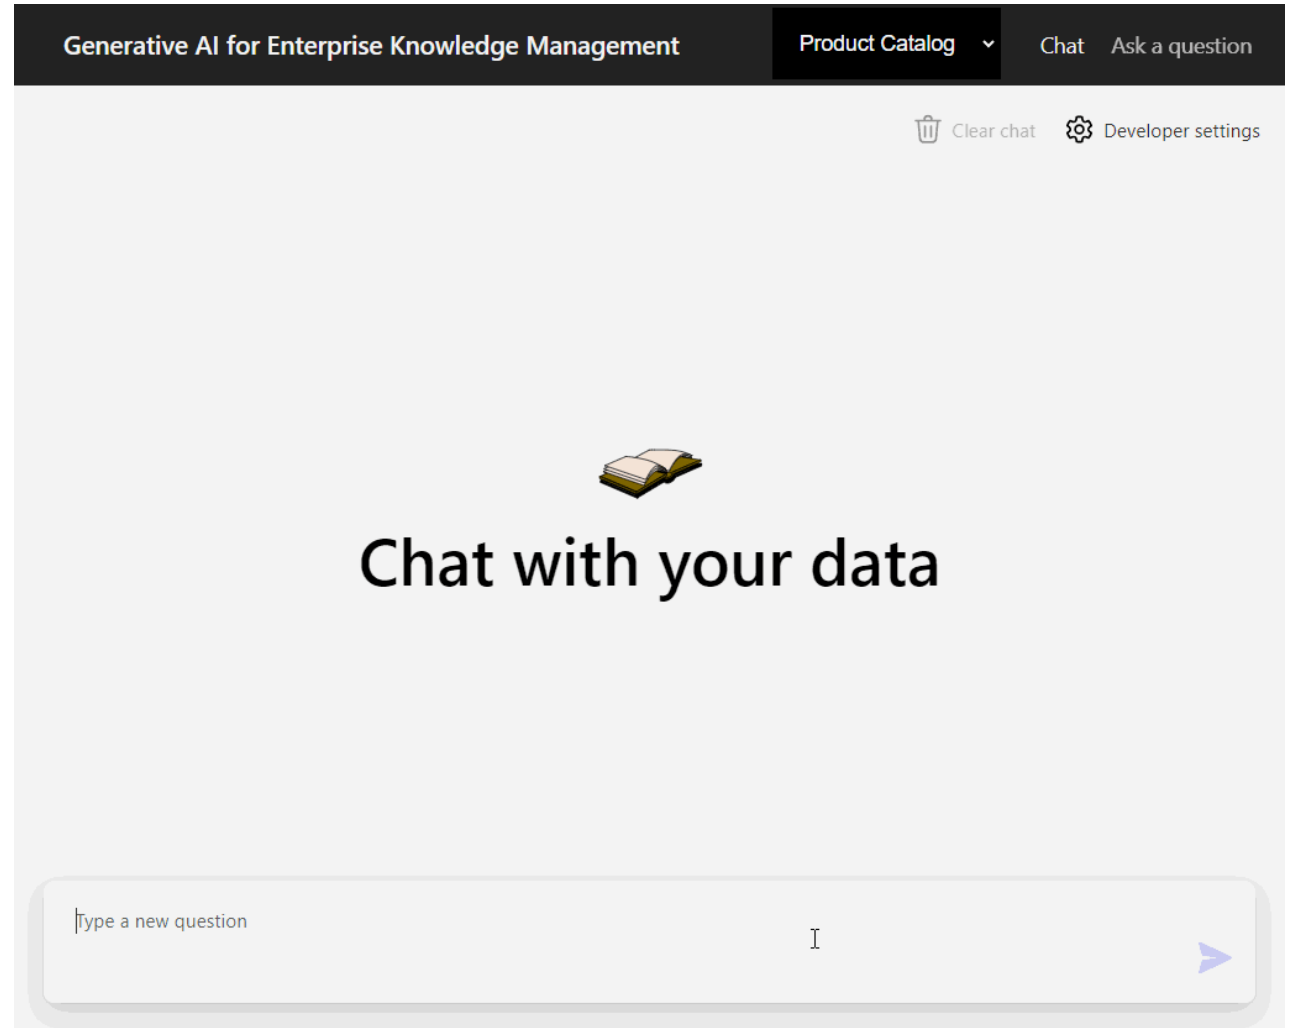 Generative AI for Enterprise Knowledge Management
Product Catalog
Chat
Ask a question
Clear chat
Developer settings
Chat with your data
Type a new question